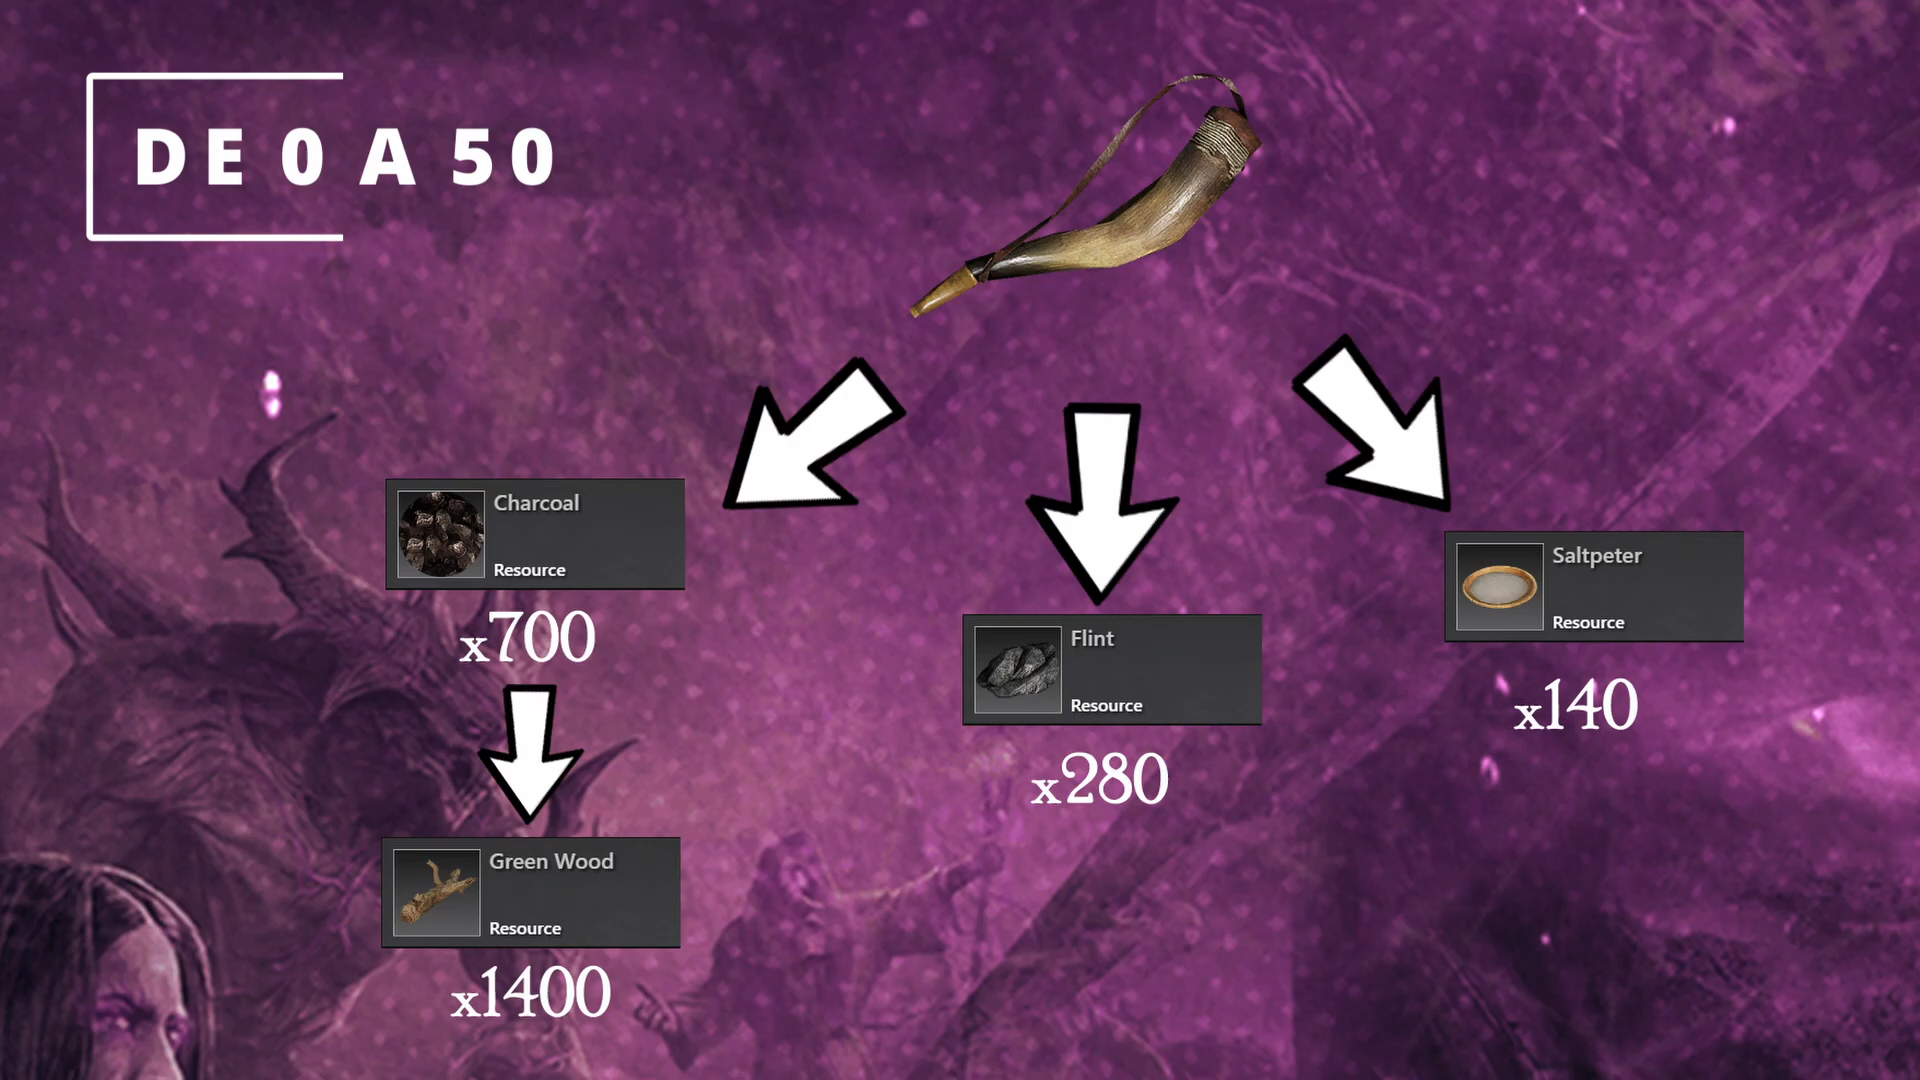 DE 0 A 50
Charcoal
Resource
x700
Green Wood
Resource
x1400
Flint
Resource
x280
Saltpeter
Resource
x140